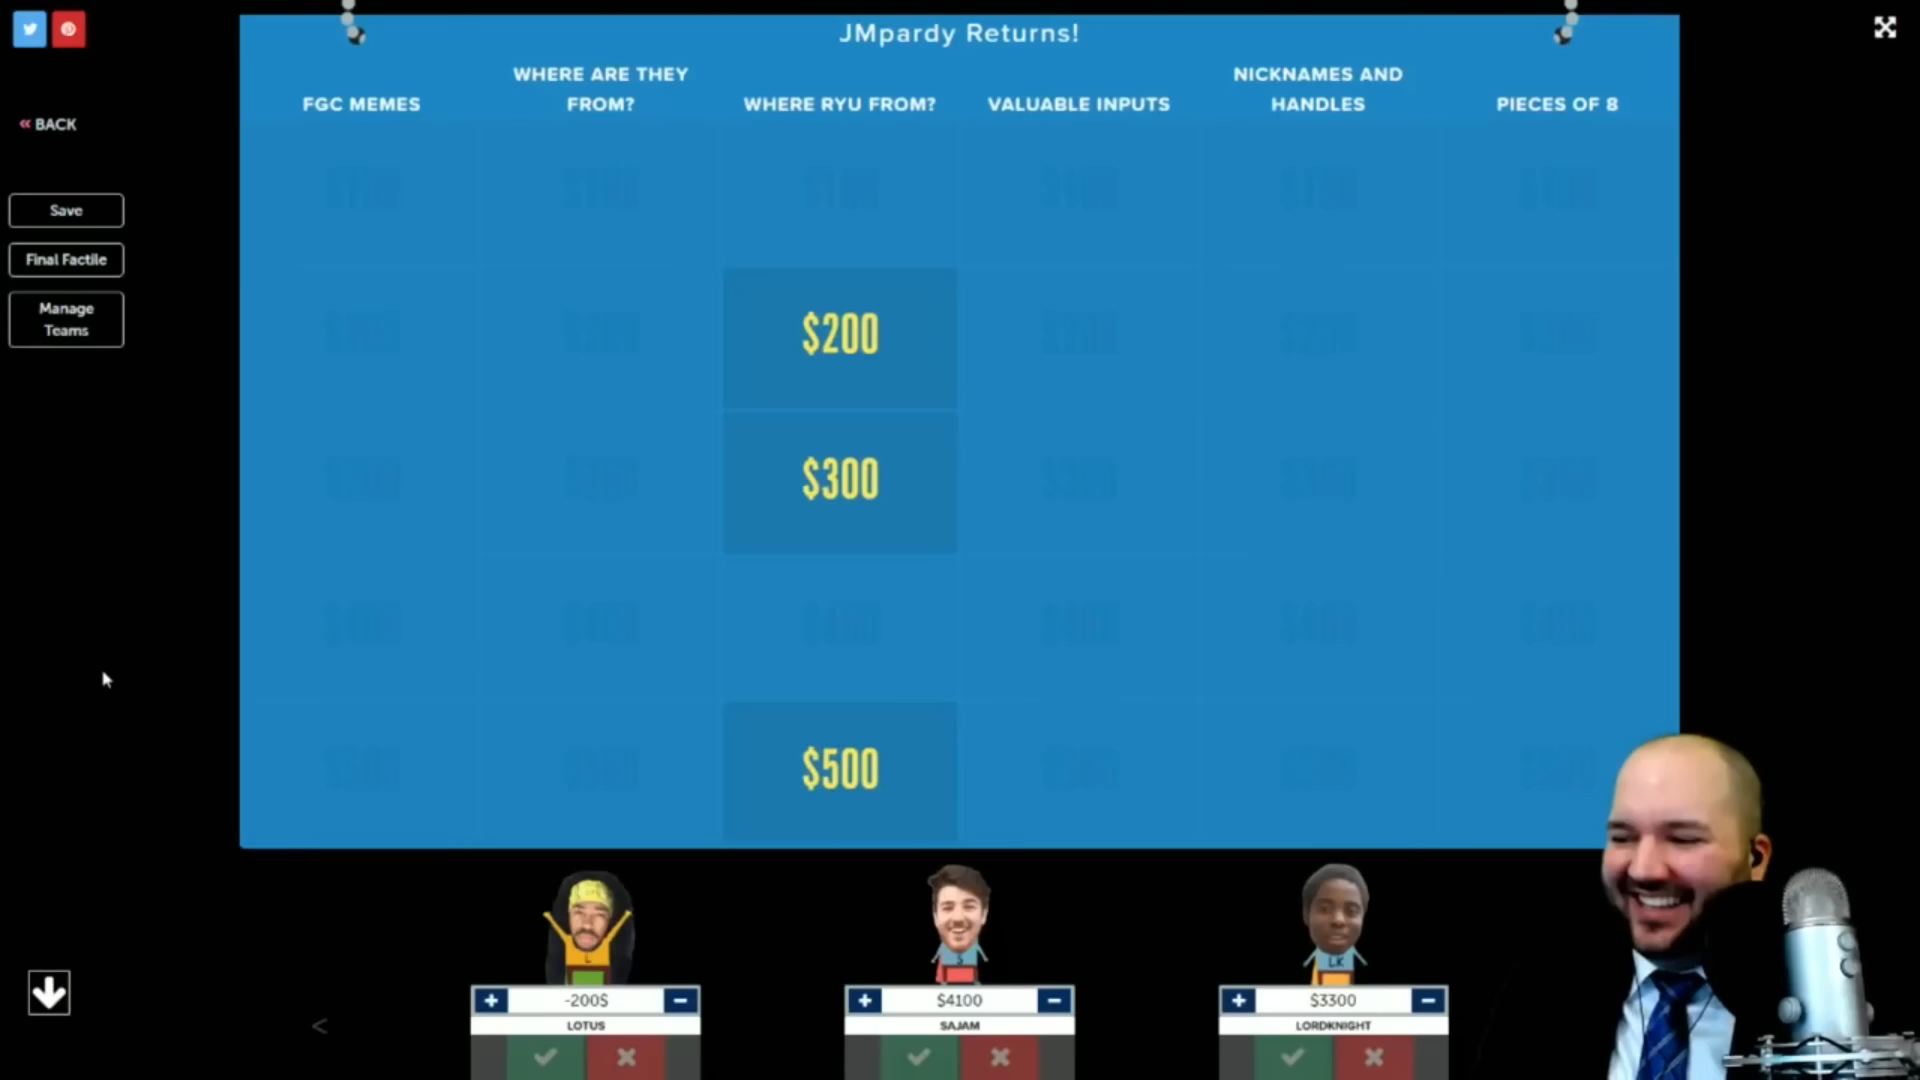 JMpardy Returns!
FGC MEMES
WHERE ARE THEY
FROM?
WHERE RYU FROM?
VALUABLE INPUTS
NICKNAMES AND
HANDLES
PIECES OF 8
« BACK
Save
Final Factile
Manage
Teams
$200
$300
$500
-200$
LOTUS
$4100
SAJAM
$3300
LORDKNIGHT
L
S
LK